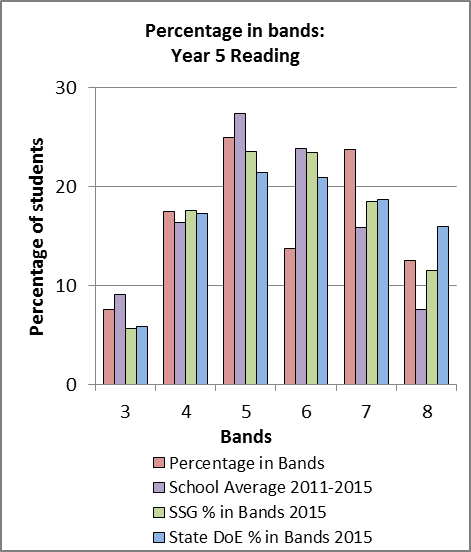 Percentage in bands:
Year 5 Reading
Percentage of students
30
20
10
0
3 4 5 6 7 8
Bands
Percentage in Bands
School Average 2011-2015
SSG % in Bands 2015
State DoE % in Bands 2015